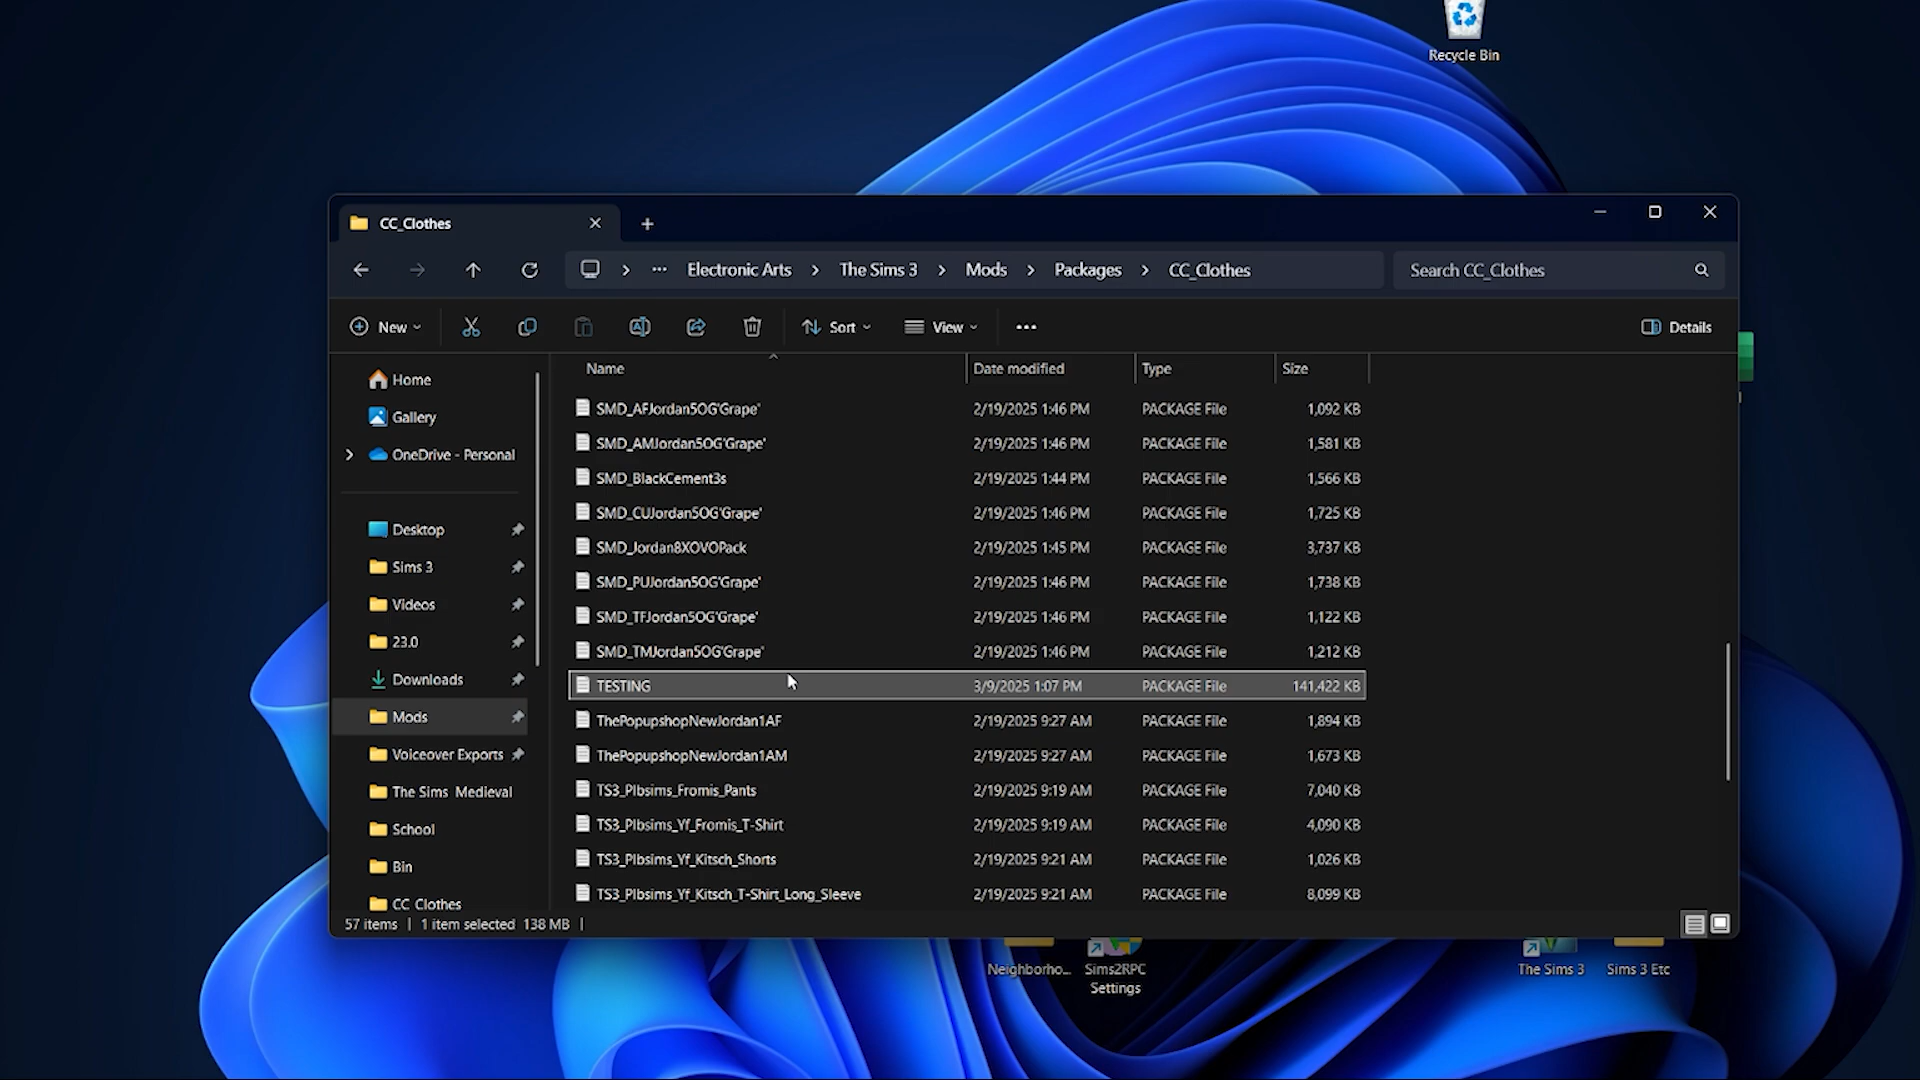 Recycle Bin
CC_Clothes
Electronic Arts > The Sims 3 > Mods > Packages > CC_Clothes
Search CC_Clothes
New
Sort
View
Details
Name Date modified Type Size
Home
Gallery
OneDrive - Personal
Desktop
Sims 3
Videos
23.0
Downloads
Mods
Voiceover Exports
The Sims Medieval
School
Bin
CC Clothes
SMD_AFJordan5OG'Grape' 2/19/2025 1:46 PM PACKAGE File 1,092 KB
SMD_AMJordan5OG'Grape' 2/19/2025 1:46 PM PACKAGE File 1,581 KB
SMD_BlackCement3s 2/19/2025 1:44 PM PACKAGE File 1,566 KB
SMD_CUJordan5OG'Grape' 2/19/2025 1:46 PM PACKAGE File 1,725 KB
SMD_Jordan8XOVOPack 2/19/2025 1:45 PM PACKAGE File 3,737 KB
SMD_PUJordan5OG'Grape' 2/19/2025 1:46 PM PACKAGE File 1,738 KB
SMD_TFJordan5OG'Grape' 2/19/2025 1:46 PM PACKAGE File 1,122 KB
SMD_TMJordan5OG'Grape' 2/19/2025 1:46 PM PACKAGE File 1,212 KB
TESTING 3/9/2025 1:07 PM PACKAGE File 141,422 KB
ThePopupshopNewJordan1AF 2/19/2025 9:27 AM PACKAGE File 1,894 KB
ThePopupshopNewJordan1AM 2/19/2025 9:27 AM PACKAGE File 1,673 KB
TS3_Plbsims_Fromis_Pants 2/19/2025 9:19 AM PACKAGE File 7,040 KB
TS3_Plbsims_Yf_Fromis_T-Shirt 2/19/2025 9:19 AM PACKAGE File 4,090 KB
TS3_Plbsims_Yf_Kitsch_Shorts 2/19/2025 9:21 AM PACKAGE File 1,026 KB
TS3_Plbsims_Yf_Kitsch_T-Shirt_Long_Sleeve 2/19/2025 9:21 AM PACKAGE File 8,099 KB
57 items | 1 item selected 138 MB |
Neighborho...
Sims2RPC
Settings
The Sims 3
Sims 3 Etc